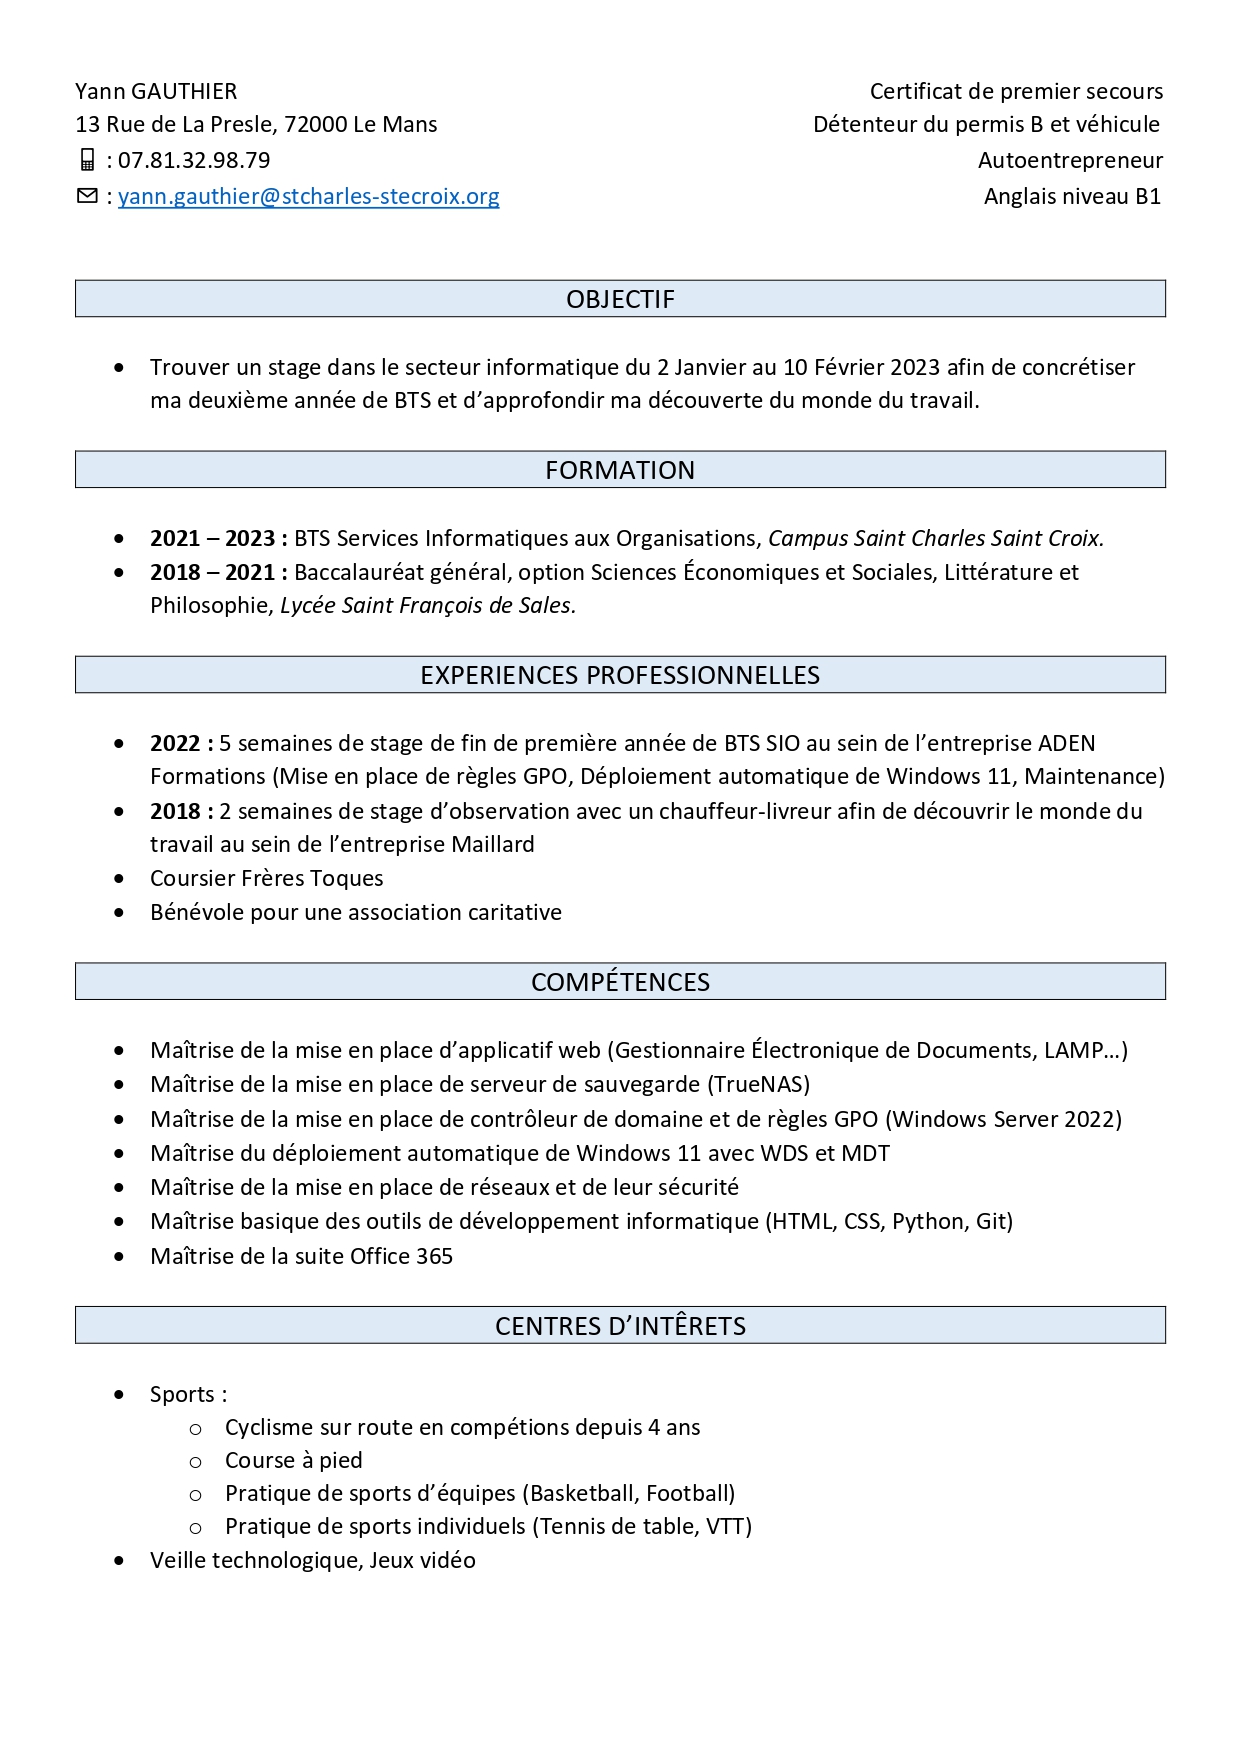 Yann GAUTHIER
Certificat de premier secours
13 Rue de La Presle, 72000 Le Mans
Détenteur du permis B et véhicule
: 07.81.32.98.79
Autoentrepreneur
: yann.gauthier@stcharles-stecroix.org
Anglais niveau B1
OBJECTIF
• Trouver un stage dans le secteur informatique du 2 Janvier au 10 Février 2023 afin de concrétiser
ma deuxième année de BTS et d’approfondir ma découverte du monde du travail.
FORMATION
• 2021 – 2023 : BTS Services Informatiques aux Organisations, Campus Saint Charles Saint Croix.
• 2018 – 2021 : Baccalauréat général, option Sciences Économiques et Sociales, Littérature et
Philosophie, Lycée Saint François de Sales.
EXPERIENCES PROFESSIONNELLES
• 2022 : 5 semaines de stage de fin de première année de BTS SIO au sein de l’entreprise ADEN
Formations (Mise en place de règles GPO, Déploiement automatique de Windows 11, Maintenance)
• 2018 : 2 semaines de stage d’observation avec un chauffeur-livreur afin de découvrir le monde du
travail au sein de l’entreprise Maillard
• Coursier Frères Toques
• Bénévole pour une association caritative
COMPÉTENCES
• Maîtrise de la mise en place d’applicatif web (Gestionnaire Électronique de Documents, LAMP…)
• Maîtrise de la mise en place de serveur de sauvegarde (TrueNAS)
• Maîtrise de la mise en place de contrôleur de domaine et de règles GPO (Windows Server 2022)
• Maîtrise du déploiement automatique de Windows 11 avec WDS et MDT
• Maîtrise de la mise en place de réseaux et de leur sécurité
• Maîtrise basique des outils de développement informatique (HTML, CSS, Python, Git)
• Maîtrise de la suite Office 365
CENTRES D’INTÊRETS
• Sports :
o Cyclisme sur route en compétions depuis 4 ans
o Course à pied
o Pratique de sports d’équipes (Basketball, Football)
o Pratique de sports individuels (Tennis de table, VTT)
• Veille technologique, Jeux vidéo